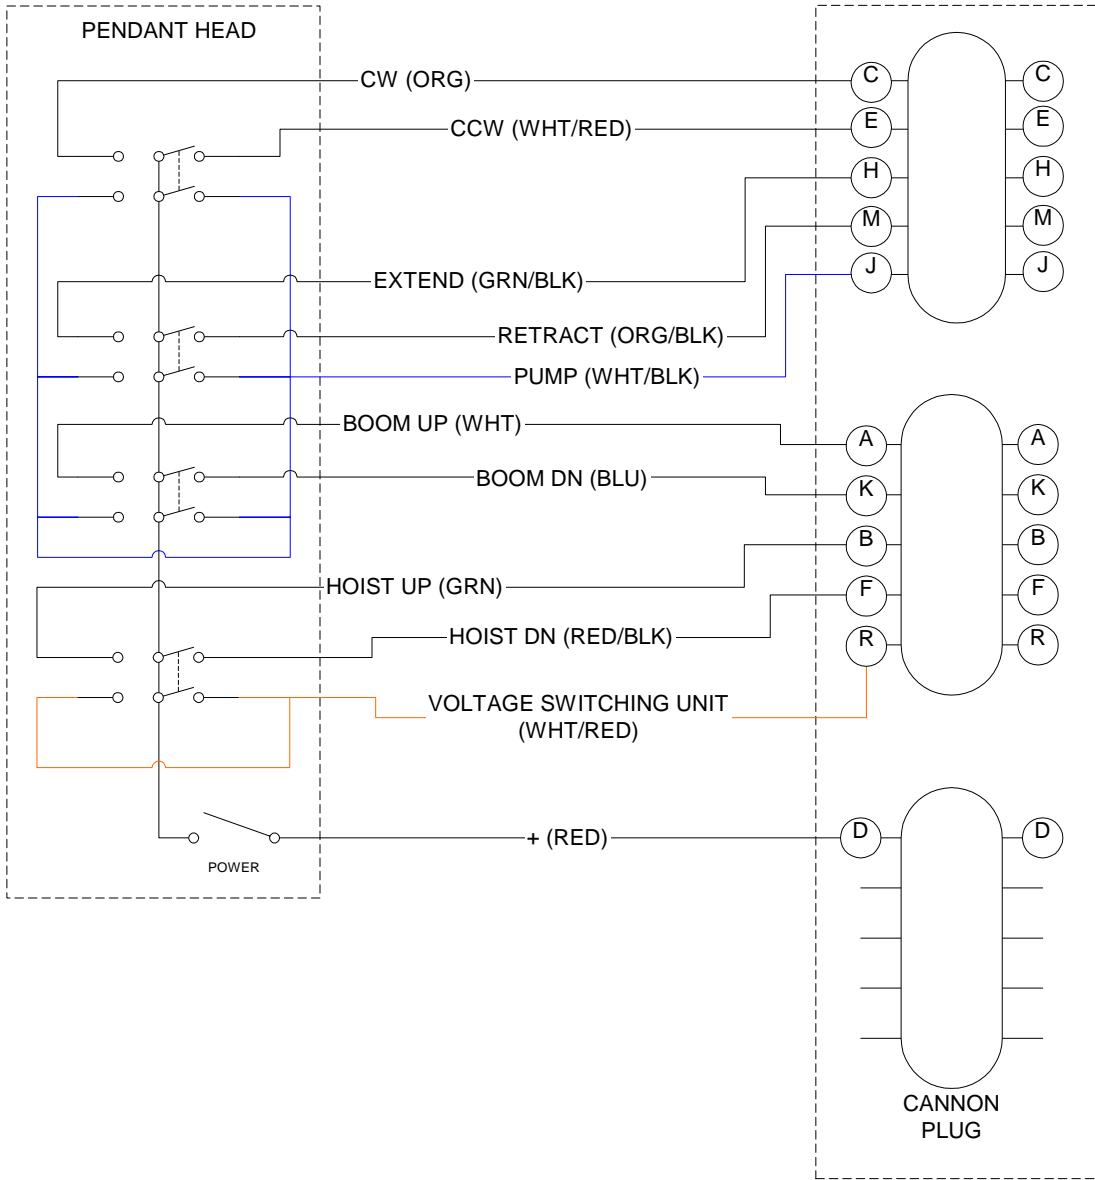 PENDANT HEAD
CW (ORG)
C
C
CCW (WHT/RED)
E
E
H
H
M
M
EXTEND (GRN/BLK)
J
J
RETRACT (ORG/BLK)
PUMP (WHT/BLK)
BOOM UP (WHT)
A
A
BOOM DN (BLU)
K
K
B
B
HOIST UP (GRN)
F
F
HOIST DN (RED/BLK)
R
R
VOLTAGE SWITCHING UNIT
(WHT/RED)
+ (RED)
D
D
POWER
CANNON
PLUG